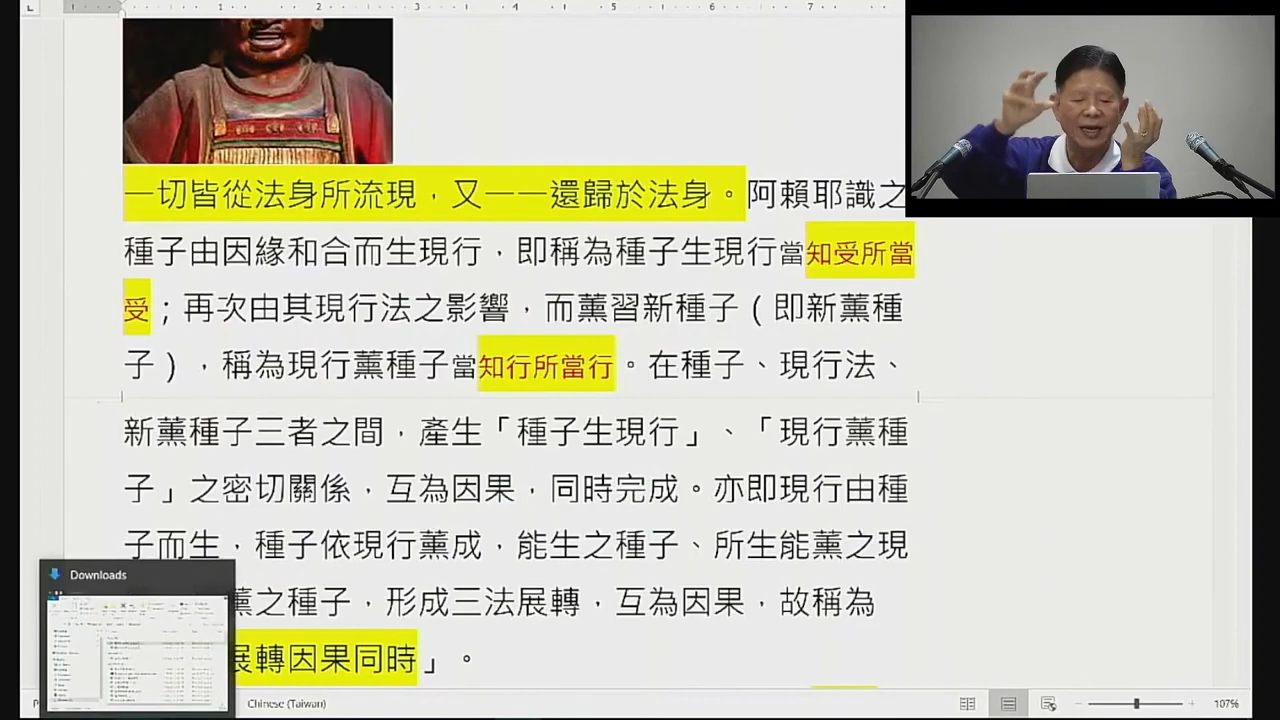 1 2 3 4 5 6 7
一切皆從法身所流現，又一一還歸於法身。阿賴耶識之
種子由因緣和合而生現行，即稱為種子生現行當知受所當
受；再次由其現行法之影響，而薰習新種子（即新薰種
子），稱為現行薰種子當知行所當行。在種子、現行法、
新薰種子三者之間，產生「種子生現行」、「現行薰種
子」之密切關係，互為因果，同時完成。亦即現行由種
子而生，種子依現行薰成，能生之種子、所生能薰之現
薰之種子，形成三法展轉，互為因果，故稱為
展轉因果同時」。
Downloads
Chinese (Taiwan)
107%